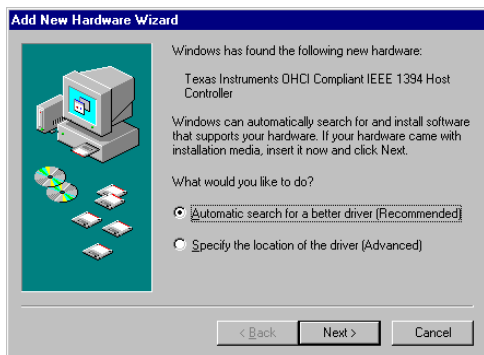 Add New Hardware Wizard
Windows has found the following new hardware:
Texas Instruments OHCI Compliant IEEE 1394 Host
Controller
Windows can automatically search for and install software
that supports your hardware. If your hardware came with
installation media, insert it now and click Next.
What would you like to do?
Automatic search for a better driver (Recommended)
Specify the location of the driver (Advanced)
< Back
Next >
Cancel